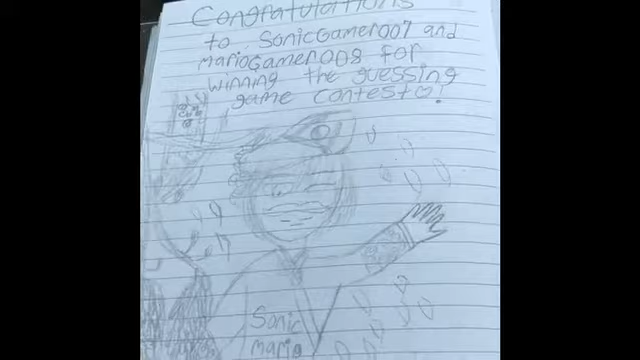 Congratulations
to SonicGamer007 and
marioGamer008 for
winning the guessing
game contest!
Sonic
mario